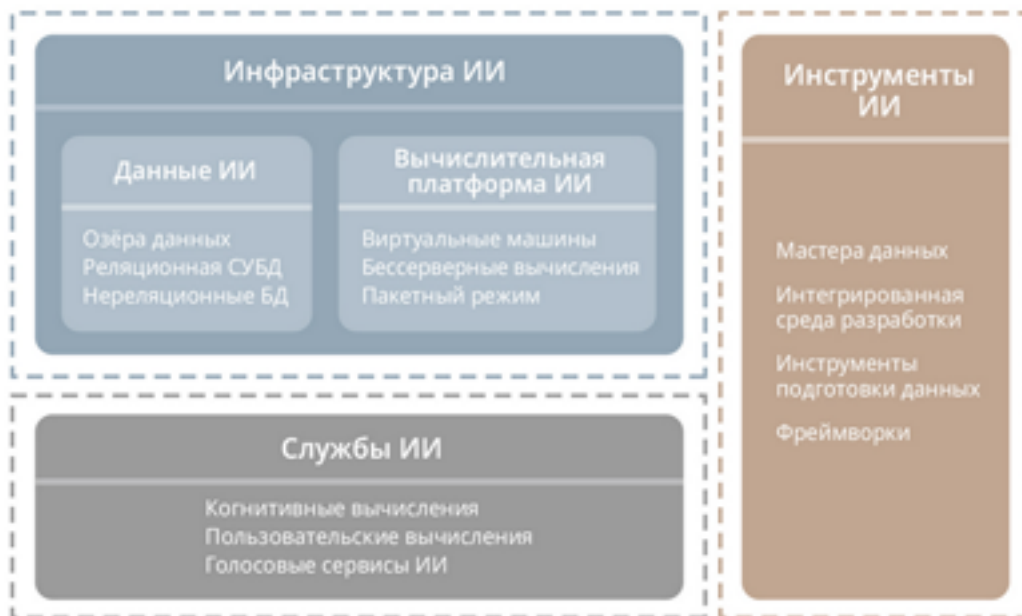 Инфраструктура ИИ
Данные ИИ
Озёра данных
Реляционная СУБД
Нереляционные БД
Вычислительная
платформа ИИ
Виртуальные машины
Бессерверные вычисления
Пакетный режим
Службы ИИ
Когнитивные вычисления
Пользовательские вычисления
Голосовые сервисы ИИ
Инструменты
ИИ
Мастера данных
Интегрированная
среда разработки
Инструменты
подготовки данных
Фреймворки